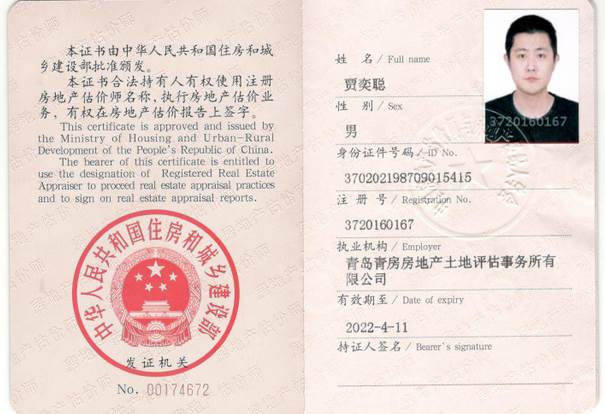 本证书由中华人民共和国住房和城
乡建设部批准颁发。
本证书合法持有人有权使用注册
房地产估价师名称，执行房地产估价业
务，有权在房地产估价报告上签字。
This certificate is approved and issued by
the Ministry of Housing and Urban-Rural
Development of the People's Republic of China.
The bearer of this certificate is entitled to
use the designation of Registered Real Estate
Appraiser to proceed real estate appraisal practices
and to sign on real estate appraisal reports.
中华人民共和国住房和城乡建设部
发证机关
No. 00174672
姓 名 / Full name
贾奕聪
性 别 / Sex
男
身份证件号码 / ID No.
370202198709015415
注 册 号 / Registration No.
3720160167
执业机构 / Employer
青岛青房房地产土地评估事务所有
限公司
有效期至 / Date of expiry
2022-4-11
持证人签名 / Bearer's signature
3720160167